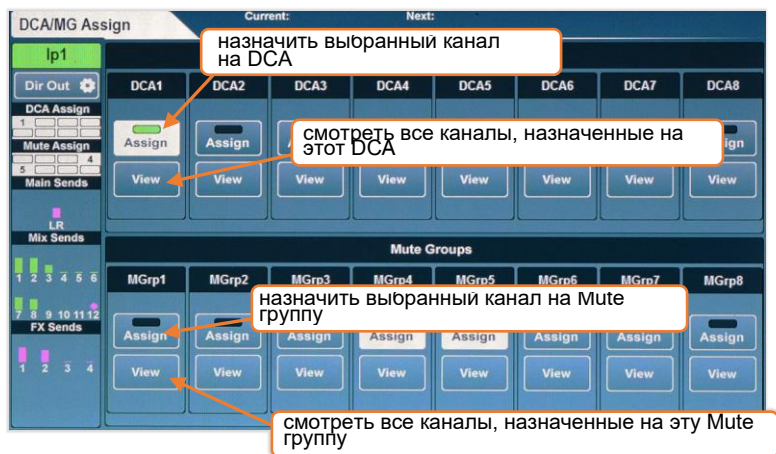 DCA/MG Assign
Current:
Next:
назначить выбранный канал
на DCA
Ip1
Dir Out
DCA1 DCA2 DCA3 DCA4 DCA5 DCA6 DCA7 DCA8
DCA Assign
1
Assign Assign
смотреть все каналы, назначенные на
этот DCA
Mute Assign
4
5
View View View View View View View View
Main Sends
LR
Mix Sends
Mute Groups
1 2 3 4 5 6
MGrp1 MGrp2 MGrp3 MGrp4 MGrp5 MGrp6 MGrp7 MGrp8
назначить выбранный канал на Mute
группу
7 8 9 10 11 12
FX Sends
Assign Assign Assign Assign Assign Assign Assign Assign
1 2 3 4
View View View View View View View View
смотреть все каналы, назначенные на эту Mute
группу